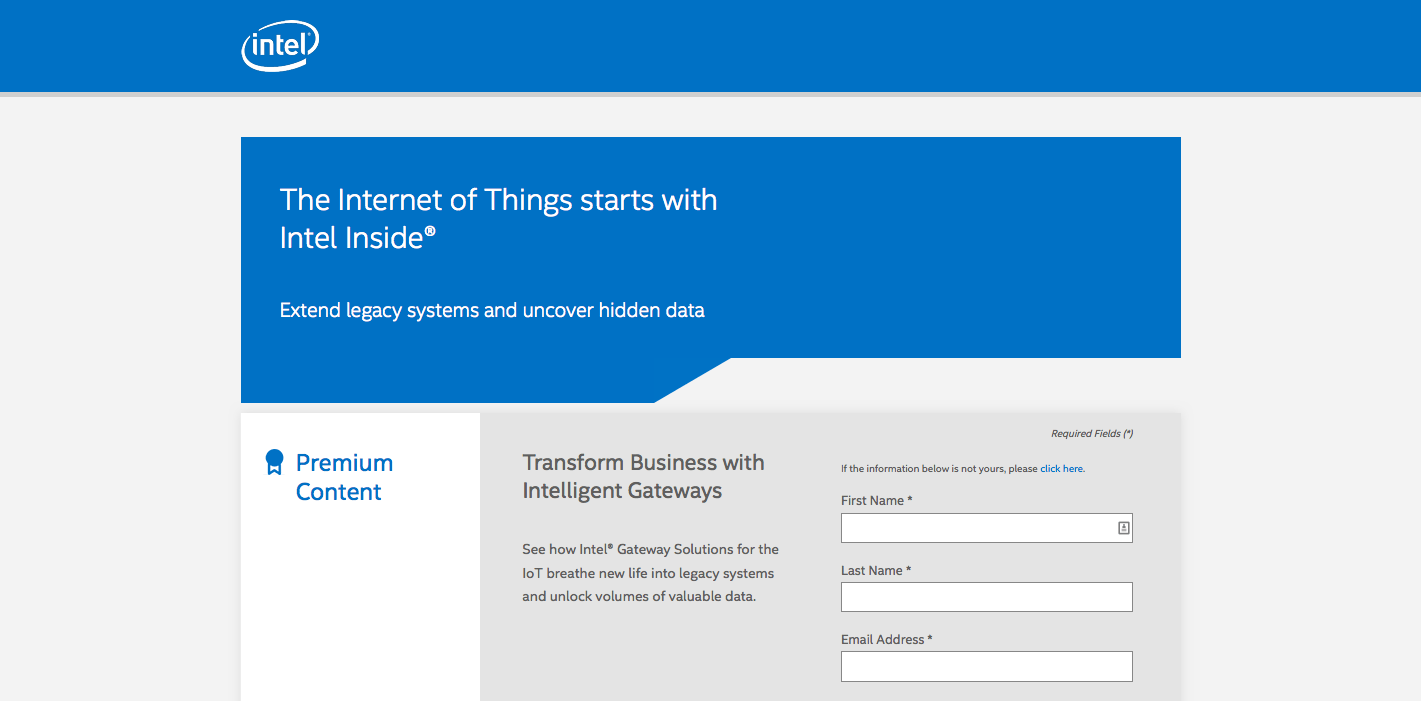 intel
The Internet of Things starts with
Intel Inside®
Extend legacy systems and uncover hidden data
Premium
Content
Transform Business with
Intelligent Gateways
See how Intel® Gateway Solutions for the
IoT breathe new life into legacy systems
and unlock volumes of valuable data.
Required Fields (*)
If the information below is not yours, please click here.
First Name *
Last Name *
Email Address *